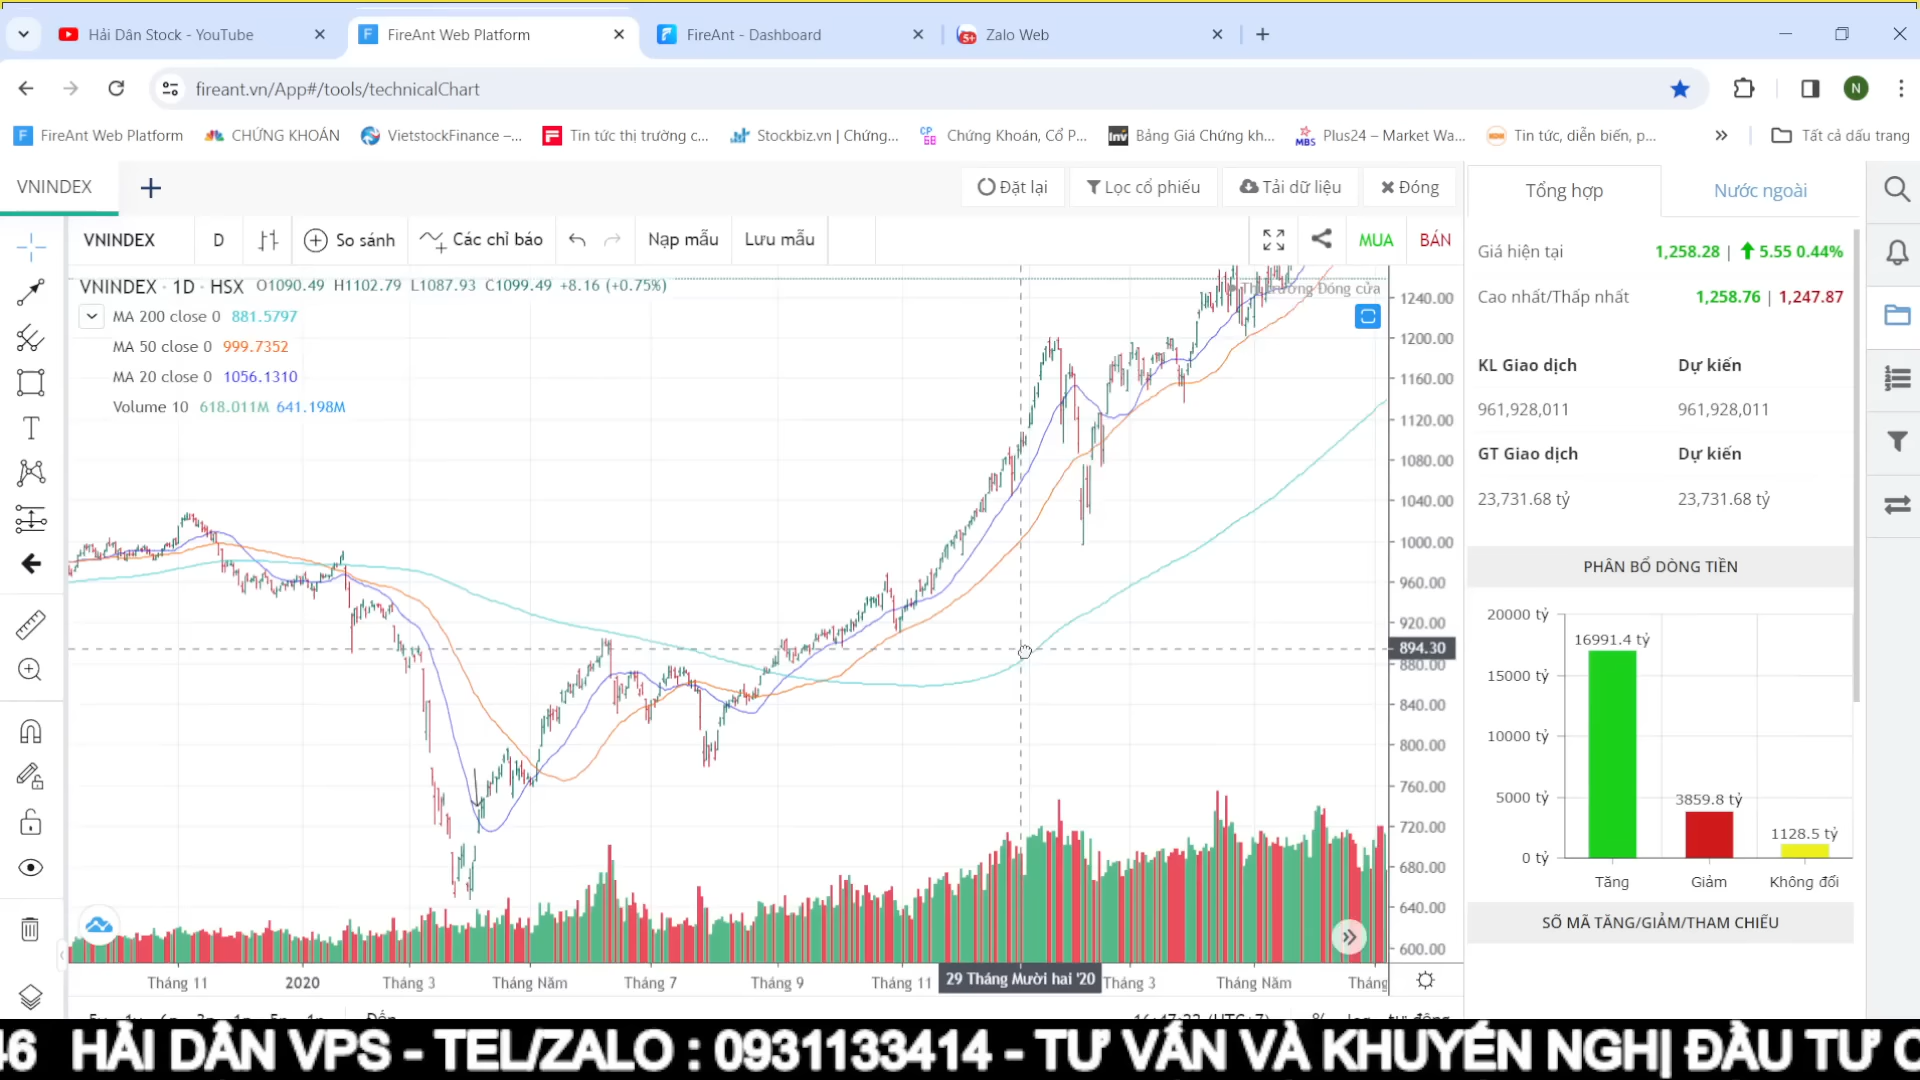 Hải Dân Stock - YouTube
FireAnt Web Platform
FireAnt - Dashboard
Zalo Web
fireant.vn/App#/tools/technicalChart
N
FireAnt Web Platform
CHỨNG KHOÁN
VietstockFinance –...
Tin tức thị trường c...
Stockbiz.vn | Chứng...
Chứng Khoán, Cổ P...
Bảng Giá Chứng kh...
Plus24 – Market Wa...
Tin tức, diễn biến, p...
Tất cả dấu trang
VNINDEX
Đặt lại
Lọc cổ phiếu
Tải dữ liệu
Đóng
Tổng hợp
Nước ngoài
VNINDEX
D
So sánh
Các chỉ báo
Nạp mẫu
Lưu mẫu
MUA
BÁN
VNINDEX · 1D · HSX O1090.49 H1102.79 L1087.93 C1099.49 +8.16 (+0.75%)
MA 200 close 0 881.5797
MA 50 close 0 999.7352
MA 20 close 0 1056.1310
Volume 10 618.011M 641.198M
Thị trường Đóng cửa
1240.00
1200.00
1160.00
1120.00
1080.00
1040.00
1000.00
960.00
920.00
894.30
880.00
840.00
800.00
760.00
720.00
680.00
640.00
600.00
Tháng 11
2020
Tháng 3
Tháng Năm
Tháng 7
Tháng 9
Tháng 11
29 Tháng Mười hai '20
Tháng 3
Tháng Năm
Tháng
Giá hiện tại 1,258.28 | 5.55 0.44%
Cao nhất/Thấp nhất 1,258.76 | 1,247.87
KL Giao dịch Dự kiến
961,928,011 961,928,011
GT Giao dịch Dự kiến
23,731.68 tỷ 23,731.68 tỷ
PHÂN BỔ DÒNG TIỀN
20000 tỷ
15000 tỷ
10000 tỷ
5000 tỷ
0 tỷ
16991.4 tỷ
3859.8 tỷ
1128.5 tỷ
Tăng
Giảm
Không đổi
SỐ MÃ TĂNG/GIẢM/THAM CHIẾU
46 HẢI DÂN VPS - TEL/ZALO : 0931133414 - TƯ VẤN VÀ KHUYẾN NGHỊ ĐẦU TƯ C